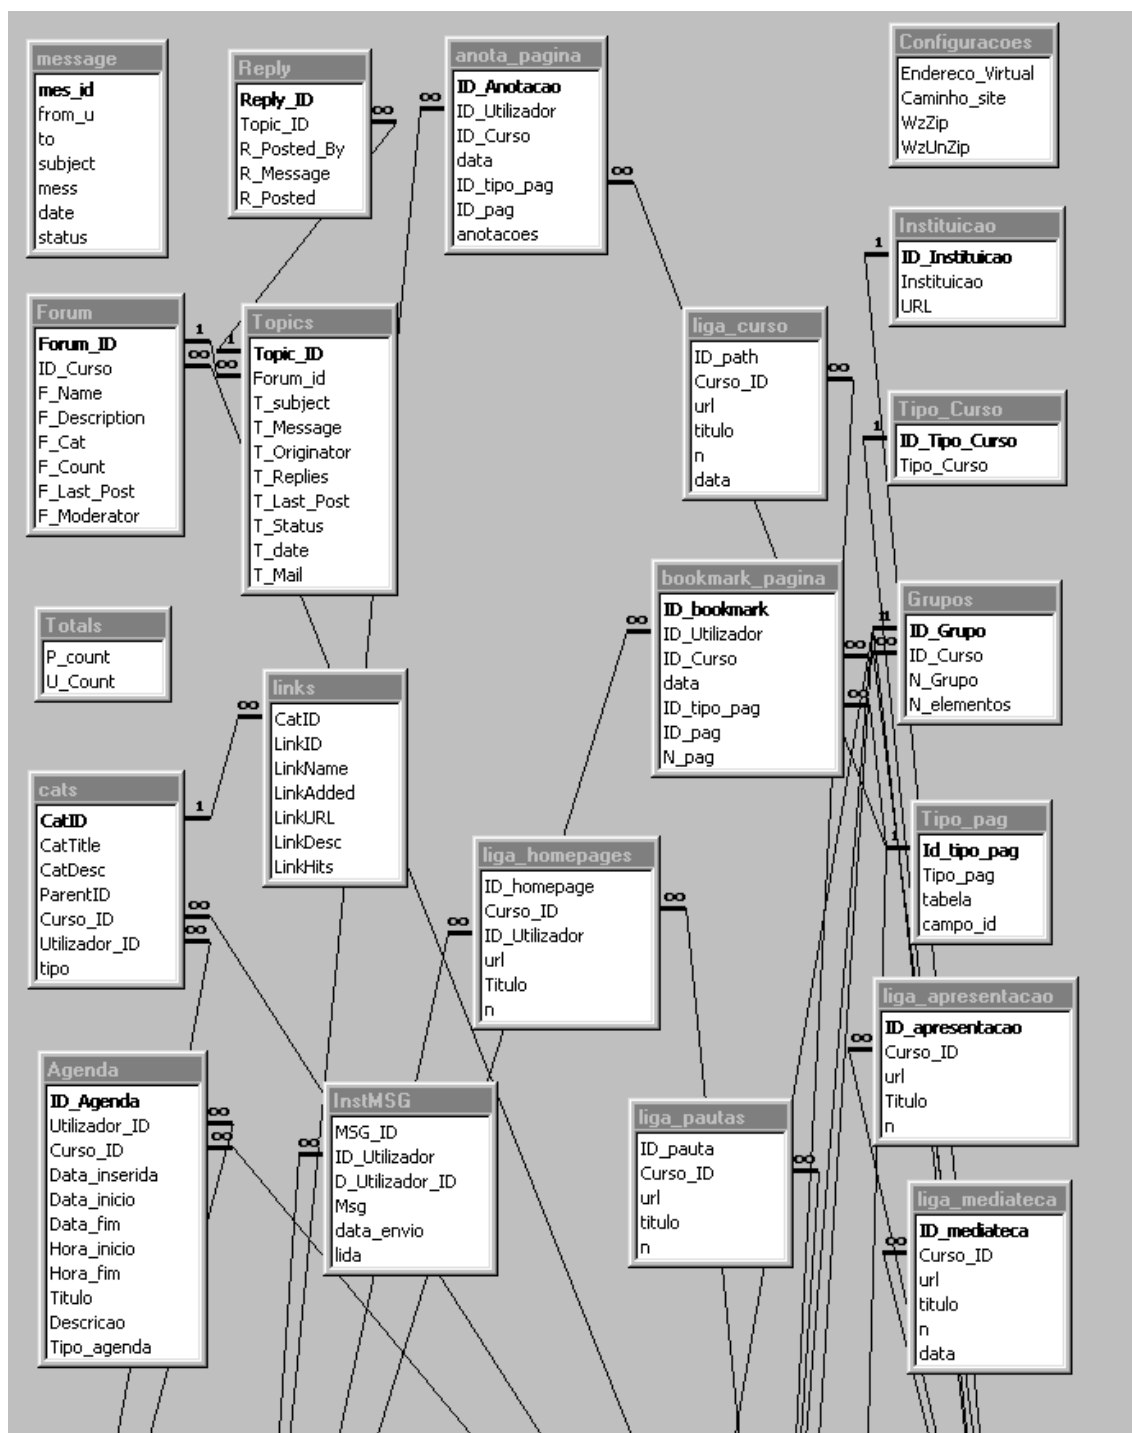 message
mes_id
from_u
to
subject
mess
date
status
Reply
Reply_ID
Topic_ID
R_Posted_By
R_Message
R_Posted
anota_pagina
ID_Anotacao
ID_Utilizador
ID_Curso
data
ID_tipo_pag
ID_pag
anotacoes
Configuracoes
Endereco_Virtual
Caminho_site
WzZip
WzUnZip
Instituicao
ID_Instituicao
Instituicao
URL
Forum
Forum_ID
ID_Curso
F_Name
F_Description
F_Cat
F_Count
F_Last_Post
F_Moderator
Topics
Topic_ID
Forum_id
T_subject
T_Message
T_Originator
T_Replies
T_Last_Post
T_Status
T_date
T_Mail
liga_curso
ID_path
Curso_ID
url
titulo
n
data
Tipo_Curso
ID_Tipo_Curso
Tipo_Curso
Totals
P_count
U_Count
links
CatID
LinkID
LinkName
LinkAdded
LinkURL
LinkDesc
LinkHits
bookmark_pagina
ID_bookmark
ID_Utilizador
ID_Curso
data
ID_tipo_pag
ID_pag
N_pag
Grupos
ID_Grupo
ID_Curso
N_Grupo
N_elementos
cats
CatID
CatTitle
CatDesc
ParentID
Curso_ID
Utilizador_ID
tipo
liga_homepages
ID_homepage
Curso_ID
ID_Utilizador
url
Titulo
n
Tipo_pag
Id_tipo_pag
Tipo_pag
tabela
campo_id
liga_apresentacao
ID_apresentacao
Curso_ID
url
Titulo
n
Agenda
ID_Agenda
Utilizador_ID
Curso_ID
Data_inserida
Data_inicio
Data_fim
Hora_inicio
Hora_fim
Titulo
Descricao
Tipo_agenda
InstMSG
MSG_ID
ID_Utilizador
D_Utilizador_ID
Msg
data_envio
lida
liga_pautas
ID_pauta
Curso_ID
url
titulo
n
liga_mediateca
ID_mediateca
Curso_ID
url
titulo
n
data